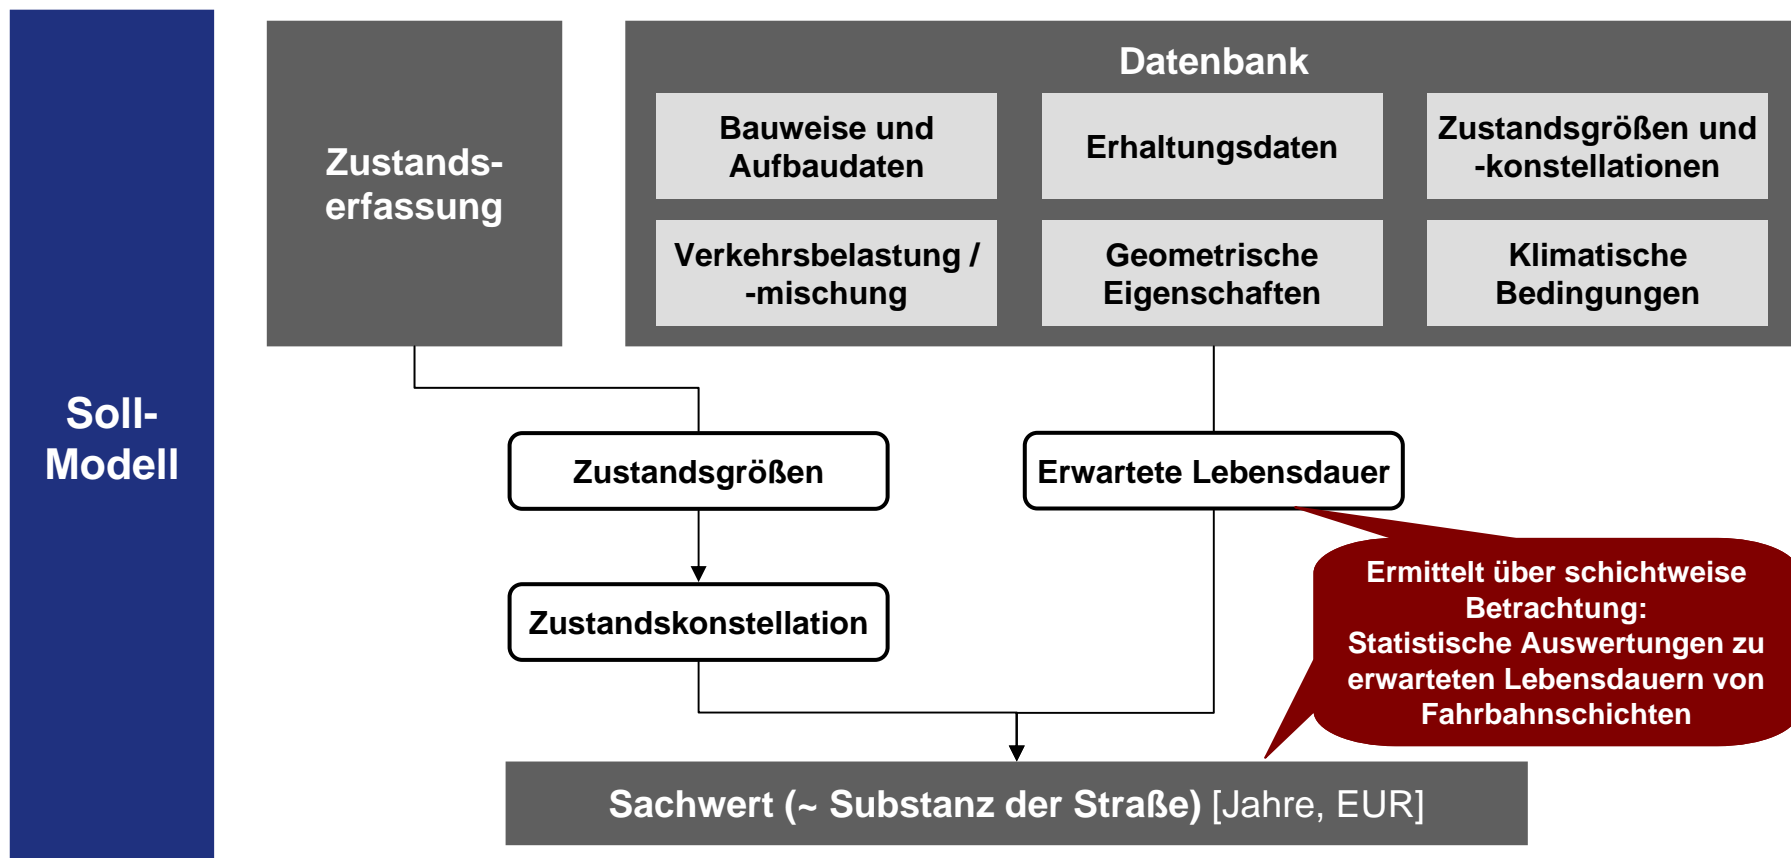 Soll-
Modell
Zustands-
erfassung
Datenbank
Bauweise und
Aufbaudaten
Erhaltungsdaten
Zustandsgrößen und
-konstellationen
Verkehrsbelastung /
-mischung
Geometrische
Eigenschaften
Klimatische
Bedingungen
Zustandsgrößen
Erwartete Lebensdauer
Zustandskonstellation
Ermittelt über schichtweise
Betrachtung:
Statistische Auswertungen zu
erwarteten Lebensdauern von
Fahrbahnschichten
Sachwert (~ Substanz der Straße) [Jahre, EUR]